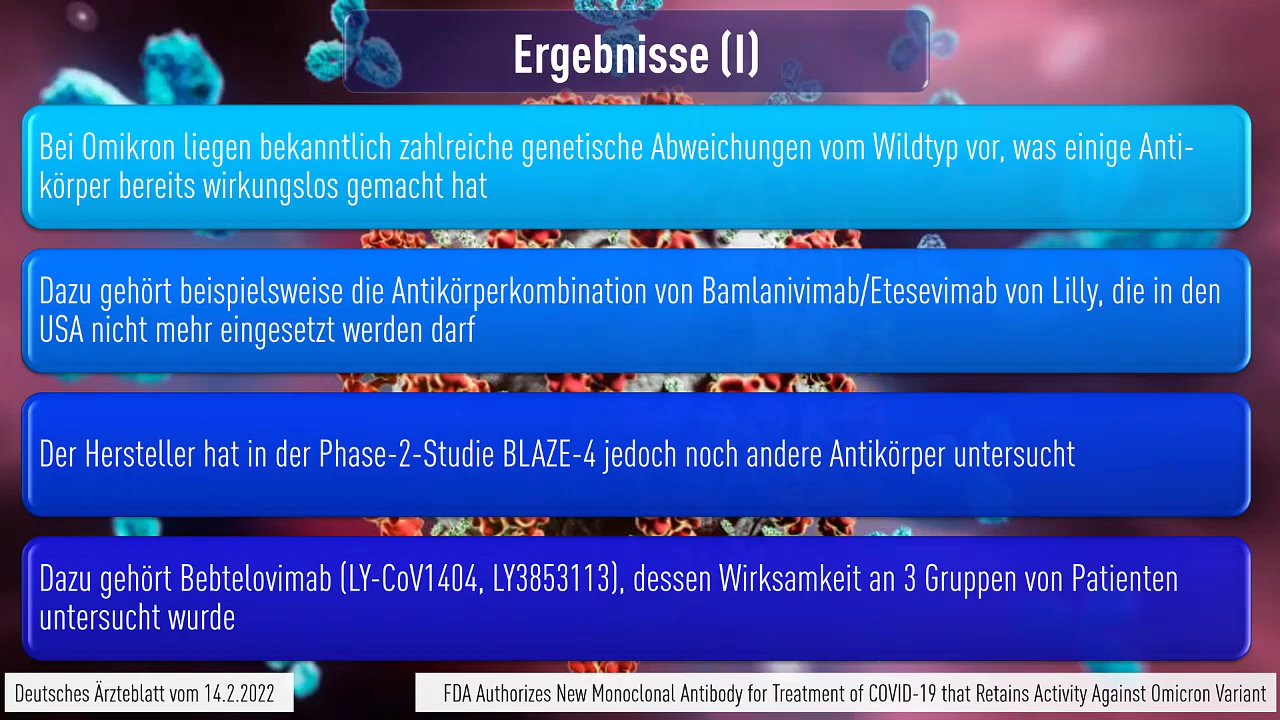 Ergebnisse (I)
Bei Omikron liegen bekanntlich zahlreiche genetische Abweichungen vom Wildtyp vor, was einige Anti-
körper bereits wirkungslos gemacht hat
Dazu gehört beispielsweise die Antikörperkombination von Bamlanivimab/Etesevimab von Lilly, die in den
USA nicht mehr eingesetzt werden darf
Der Hersteller hat in der Phase-2-Studie BLAZE-4 jedoch noch andere Antikörper untersucht
Dazu gehört Bebtelovimab (LY-CoV1404, LY3853113), dessen Wirksamkeit an 3 Gruppen von Patienten
untersucht wurde
Deutsches Ärzteblatt vom 14.2.2022
FDA Authorizes New Monoclonal Antibody for Treatment of COVID-19 that Retains Activity Against Omicron Variant